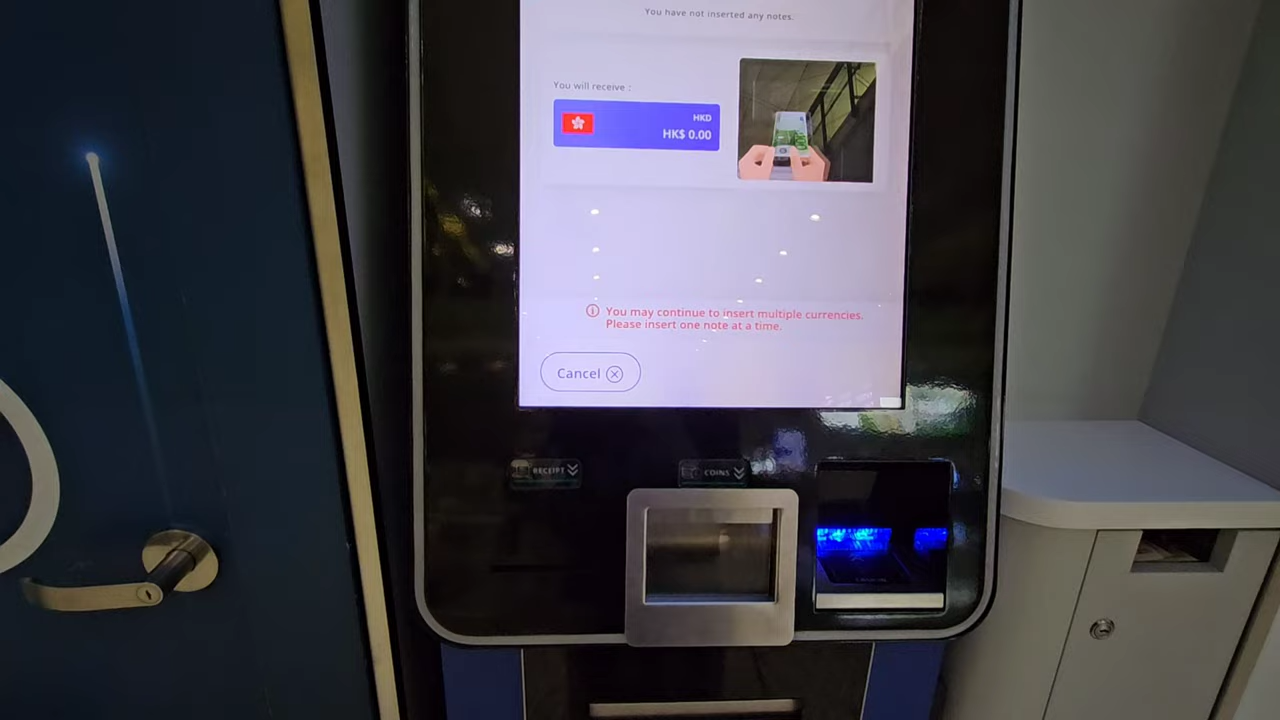 You have not inserted any notes.
You will receive :
HKD
HK$ 0.00
You may continue to insert multiple currencies.
Please insert one note at a time.
Cancel
RECEIPT
COINS